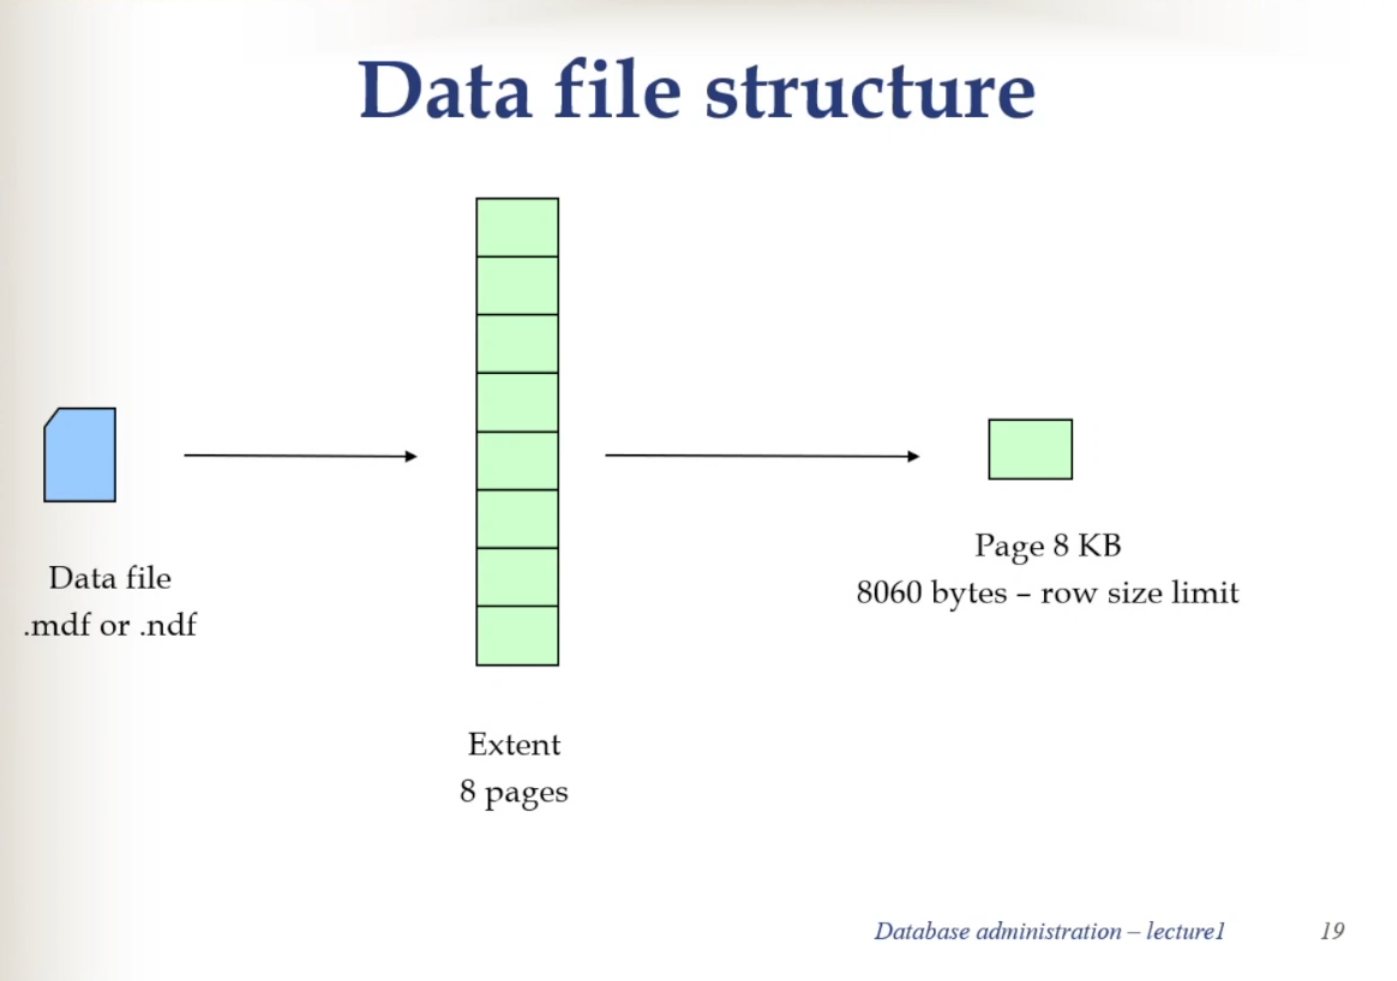 Data file structure
Data file
.mdf or .ndf
Extent
8 pages
Page 8 KB
8060 bytes – row size limit
Database administration – lecture1
19